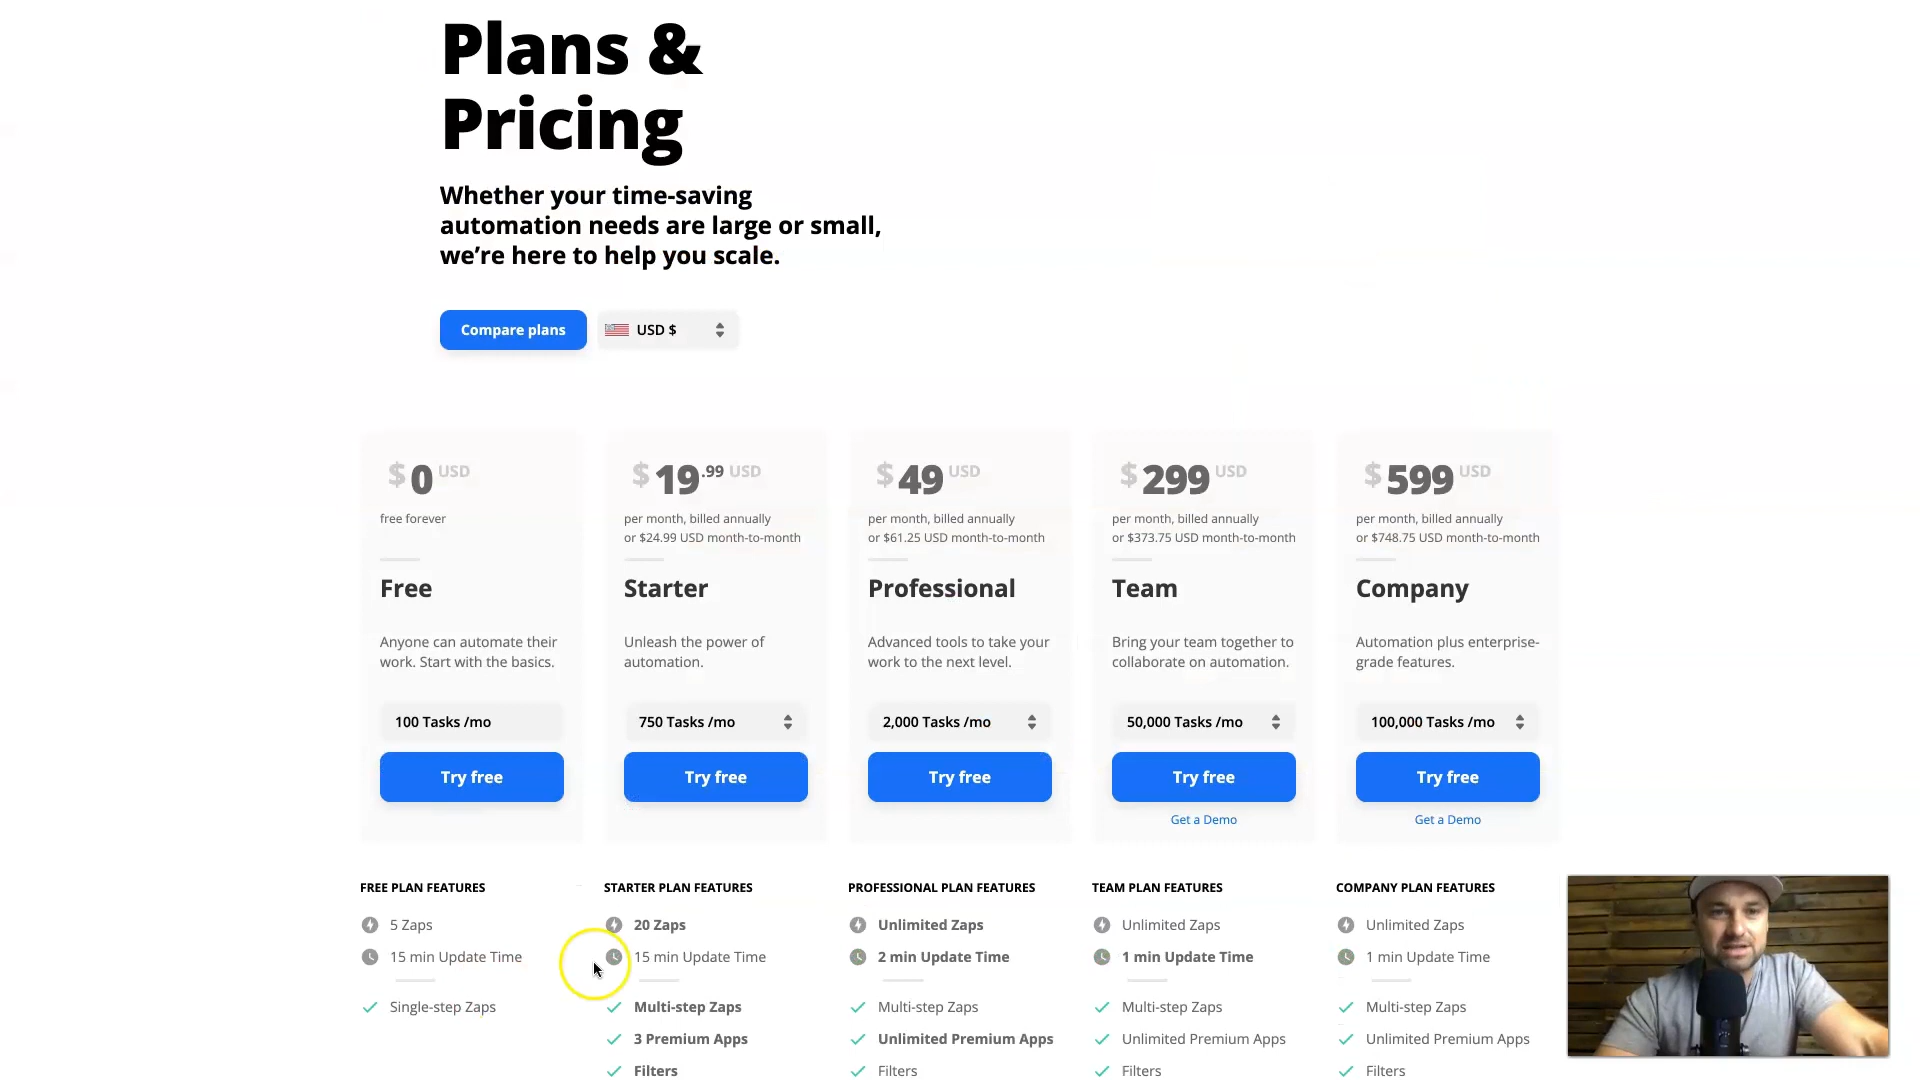 Plans &
Pricing
Whether your time-saving
automation needs are large or small,
we’re here to help you scale.
Compare plans
USD $
$ 0 USD
free forever
Free
Anyone can automate their
work. Start with the basics.
100 Tasks /mo
Try free
$ 19.99 USD
per month, billed annually
or $24.99 USD month-to-month
Starter
Unleash the power of
automation.
750 Tasks /mo
Try free
$ 49 USD
per month, billed annually
or $61.25 USD month-to-month
Professional
Advanced tools to take your
work to the next level.
2,000 Tasks /mo
Try free
$ 299 USD
per month, billed annually
or $373.75 USD month-to-month
Team
Bring your team together to
collaborate on automation.
50,000 Tasks /mo
Try free
Get a Demo
$ 599 USD
per month, billed annually
or $748.75 USD month-to-month
Company
Automation plus enterprise-
grade features.
100,000 Tasks /mo
Try free
Get a Demo
FREE PLAN FEATURES
5 Zaps
15 min Update Time
Single-step Zaps
STARTER PLAN FEATURES
20 Zaps
15 min Update Time
Multi-step Zaps
3 Premium Apps
Filters
PROFESSIONAL PLAN FEATURES
Unlimited Zaps
2 min Update Time
Multi-step Zaps
Unlimited Premium Apps
Filters
TEAM PLAN FEATURES
Unlimited Zaps
1 min Update Time
Multi-step Zaps
Unlimited Premium Apps
Filters
COMPANY PLAN FEATURES
Unlimited Zaps
1 min Update Time
Multi-step Zaps
Unlimited Premium Apps
Filters